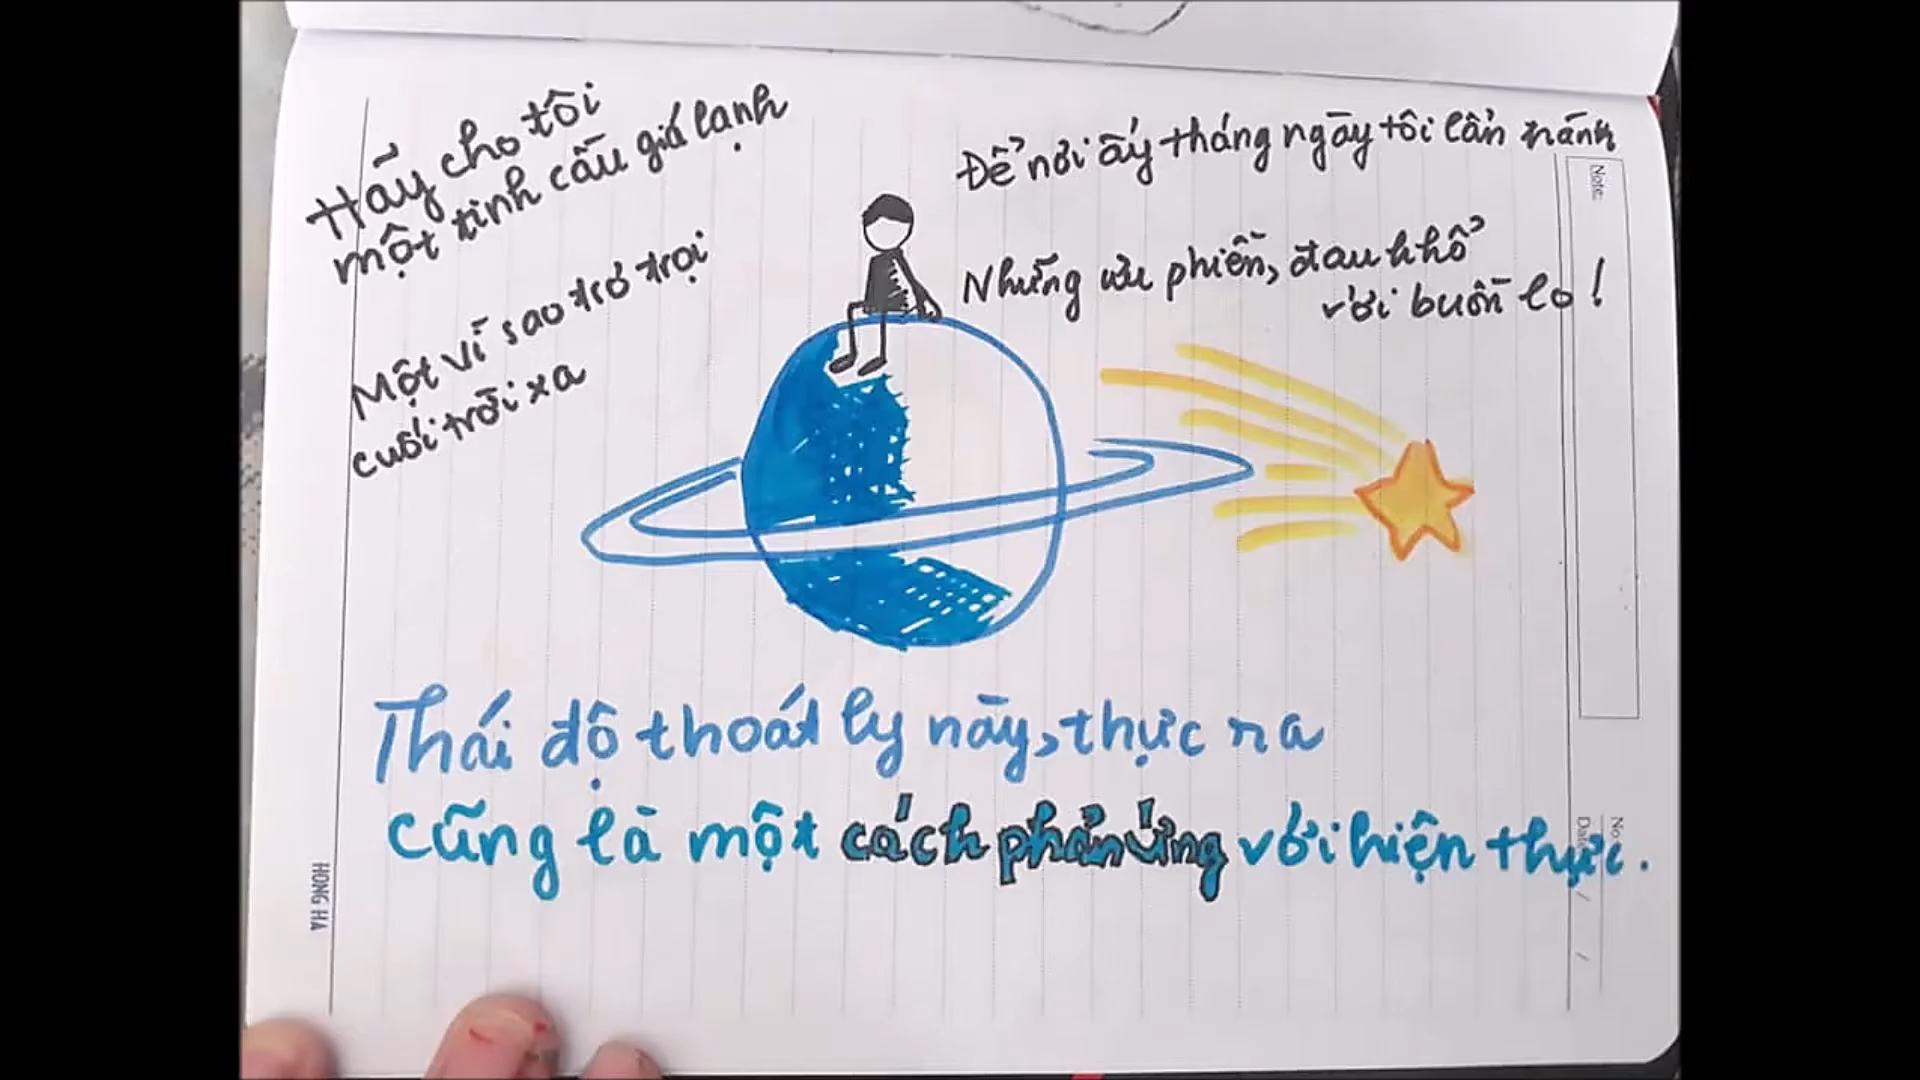 Hãy cho tôi
một tinh cầu giá lạnh
Một vì sao trơ trọi
cuối trời xa
Để nơi ấy tháng ngày tôi lẩn tránh
Những ưu phiền, đau khổ
với buồn lo!
Note:
Thái độ thoát ly này, thực ra
cũng là một cách phản ứng với hiện thực.
No:
Date: / /
HONG HA